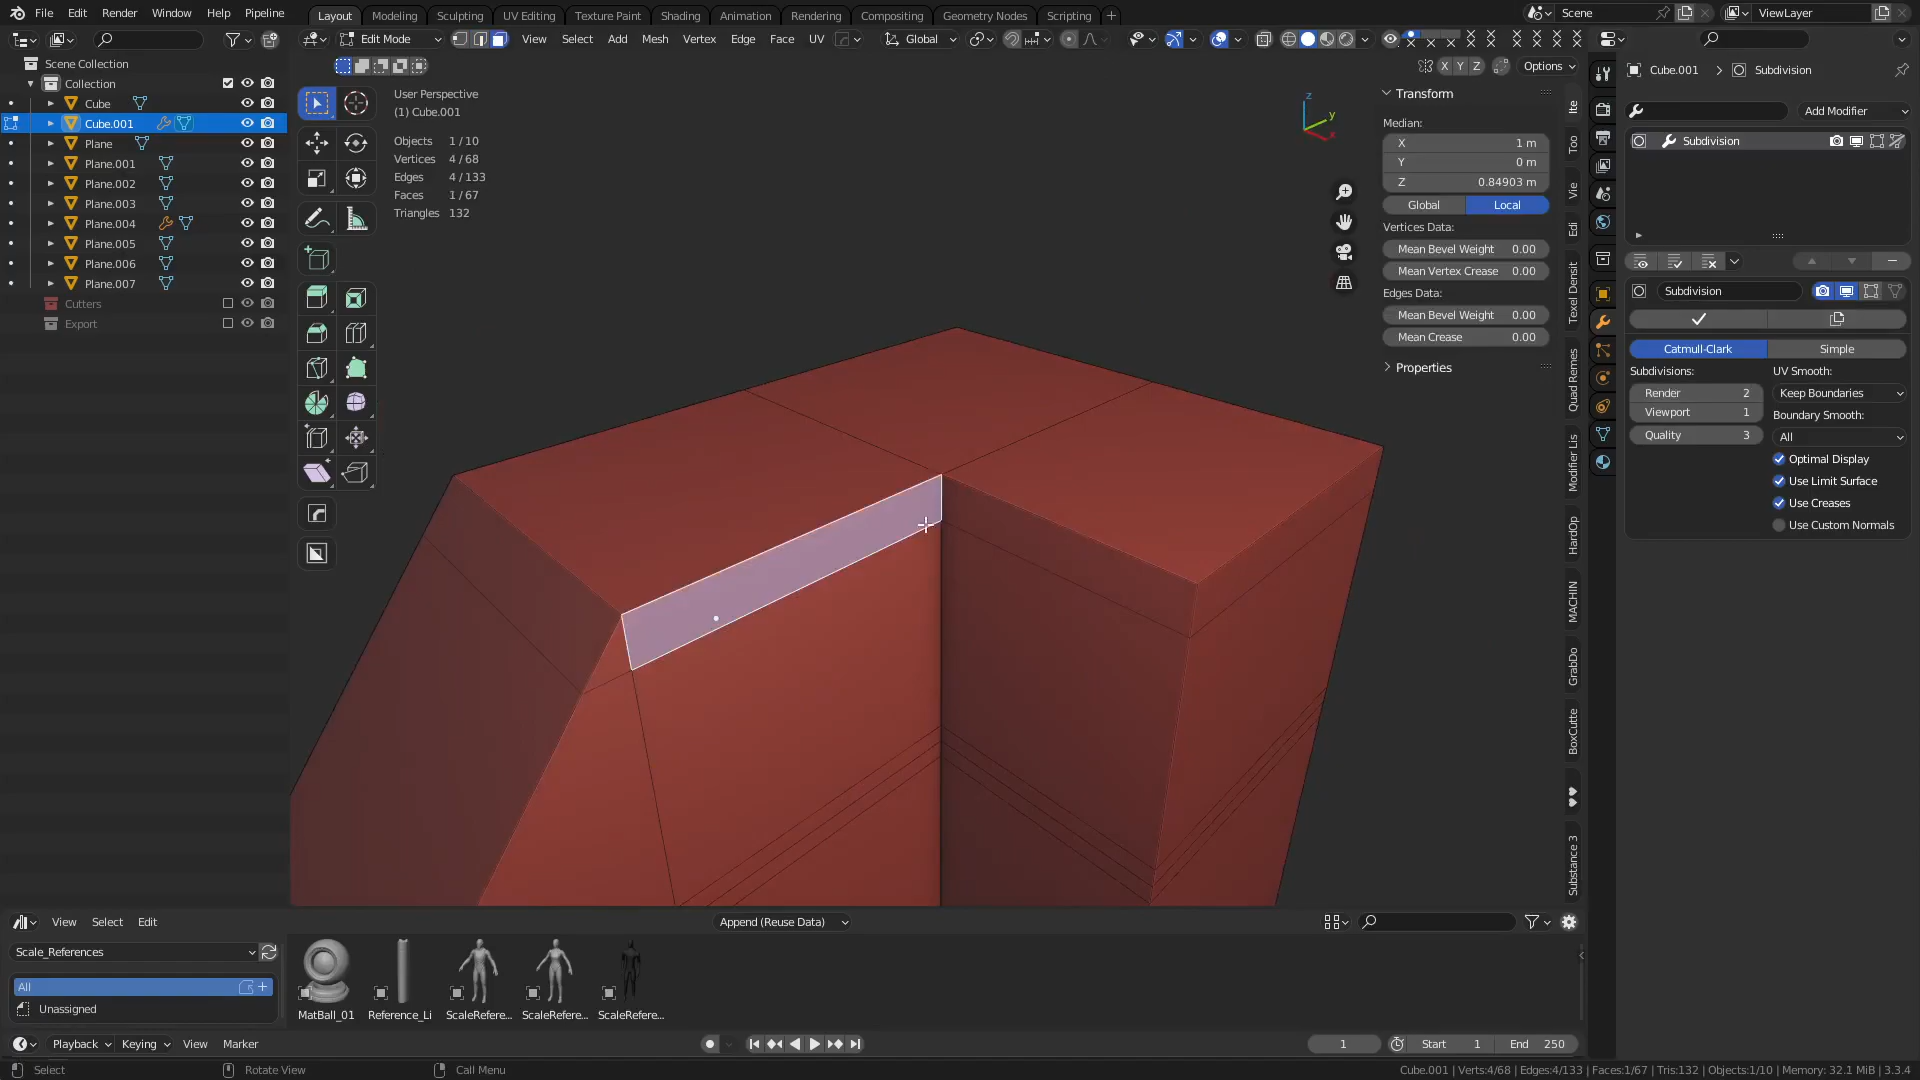 File Edit Render Window Help Pipeline Layout Modeling Sculpting UV Editing Texture Paint Shading Animation Rendering Compositing Geometry Nodes Scripting + Scene ViewLayer
Edit Mode View Select Add Mesh Vertex Edge Face UV Global
X Y Z Options
Scene Collection
Collection
Cube
Cube.001
Plane
Plane.001
Plane.002
Plane.003
Plane.004
Plane.005
Plane.006
Plane.007
Cutters
Export
User Perspective
(1) Cube.001
Objects 1 / 10
Vertices 4 / 68
Edges 4 / 133
Faces 1 / 67
Triangles 132
Z
Y
X
Transform
Median:
X 1 m
Y 0 m
Z 0.84903 m
Global Local
Vertices Data:
Mean Bevel Weight 0.00
Mean Vertex Crease 0.00
Edges Data:
Mean Bevel Weight 0.00
Mean Crease 0.00
Properties
Ite
Too
Vie
Edi
Texel Densit
Quad Remes
Modifier Lis
HardOp
MACHIN
GrabDo
BoxCutte
Substance 3
Cube.001 > Subdivision
Add Modifier
Subdivision
Subdivision
Catmull-Clark Simple
Subdivisions: UV Smooth:
Render 2 Keep Boundaries
Viewport 1 Boundary Smooth:
Quality 3 All
Optimal Display
Use Limit Surface
Use Creases
Use Custom Normals
View Select Edit Append (Reuse Data)
Scale_References
All
Unassigned
MatBall_01 Reference_Li ScaleRefere... ScaleRefere... ScaleRefere...
Playback Keying View Marker 1 Start 1 End 250
Select Rotate View Call Menu Cube.001 | Verts:4/68 | Edges:4/133 | Faces:1/67 | Tris:132 | Objects:1/10 | Memory: 32.1 MiB | 3.3.4